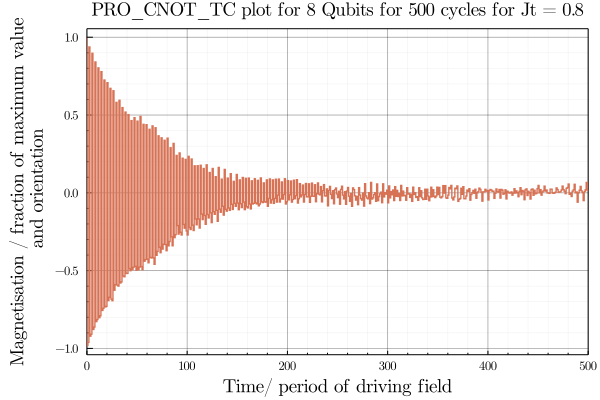 PRO_CNOT_TC plot for 8 Qubits for 500 cycles for Jt = 0.8
Magnetisation / fraction of maximum value
and orientation
1.0
0.5
0.0
−0.5
−1.0
0 100 200 300 400 500
Time/ period of driving field